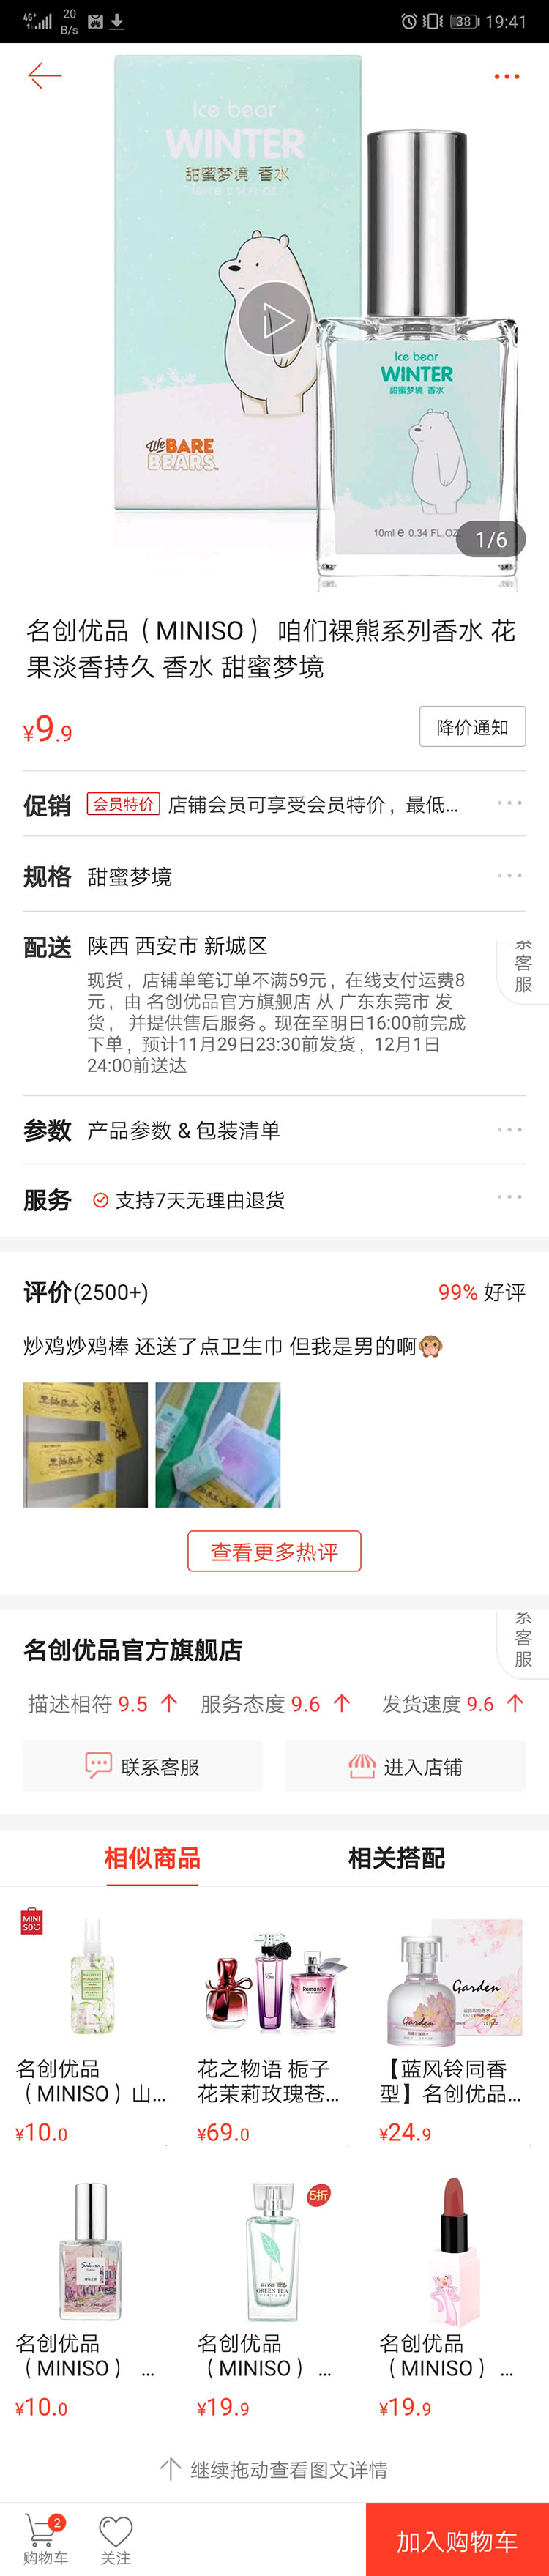 4G+
20
B/s
38
19:41
Ice bear
WINTER
甜蜜梦境 香水
10ml e 0.34 FL.OZ.
We BARE
BEARS
Ice bear
WINTER
甜蜜梦境 香水
10ml e 0.34 FL.OZ.
1/6
名创优品（MINISO） 咱们裸熊系列香水 花
果淡香持久 香水 甜蜜梦境
¥9.9
降价通知
促销 会员特价 店铺会员可享受会员特价，最低...
规格 甜蜜梦境
配送 陕西 西安市 新城区
现货，店铺单笔订单不满59元，在线支付运费8
元，由 名创优品官方旗舰店 从 广东东莞市 发
货， 并提供售后服务。现在至明日16:00前完成
下单，预计11月29日23:30前发货，12月1日
24:00前送达
客
服
参数 产品参数 & 包装清单
服务 支持7天无理由退货
评价(2500+)
99% 好评
炒鸡炒鸡棒 还送了点卫生巾 但我是男的啊🙊
查看更多热评
客
服
名创优品官方旗舰店
描述相符 9.5 服务态度 9.6 发货速度 9.6
联系客服
进入店铺
相似商品
相关搭配
MINI
SO
Romantic
Garden
Garden
名创优品
（MINISO）山...
¥10.0
花之物语 栀子
花茉莉玫瑰苍...
¥69.0
【蓝风铃同香
型】名创优品...
¥24.9
5折
ROSE
GREEN TEA
名创优品
（MINISO） ...
¥10.0
名创优品
（MINISO） ...
¥19.9
名创优品
（MINISO） ...
¥19.9
继续拖动查看图文详情
2
购物车
关注
加入购物车